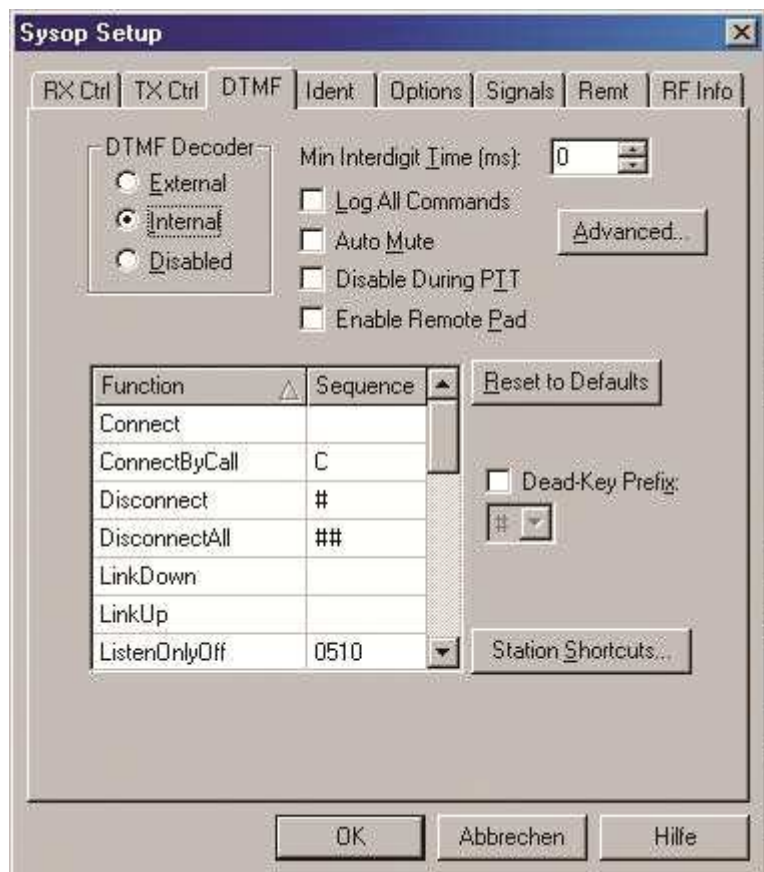 Sysop Setup
RX Ctrl TX Ctrl DTMF Ident Options Signals Remt RF Info
DTMF Decoder
External
Internal
Disabled
Min Interdigit Time (ms): 0
Log All Commands
Auto Mute
Disable During PTT
Enable Remote Pad
Advanced...
Function Sequence
Connect
ConnectByCall C
Disconnect #
DisconnectAll ##
LinkDown
LinkUp
ListenOnlyOff 0510
Reset to Defaults
Dead-Key Prefix:
#
Station Shortcuts...
OK Abbrechen Hilfe